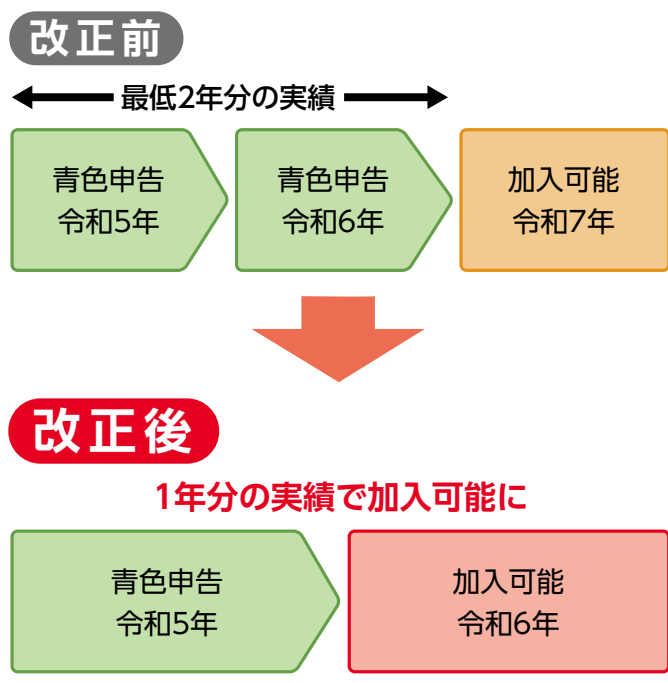 改正前
最低2年分の実績
青色申告
令和5年
青色申告
令和6年
加入可能
令和7年
改正後
1年分の実績で加入可能に
青色申告
令和5年
加入可能
令和6年